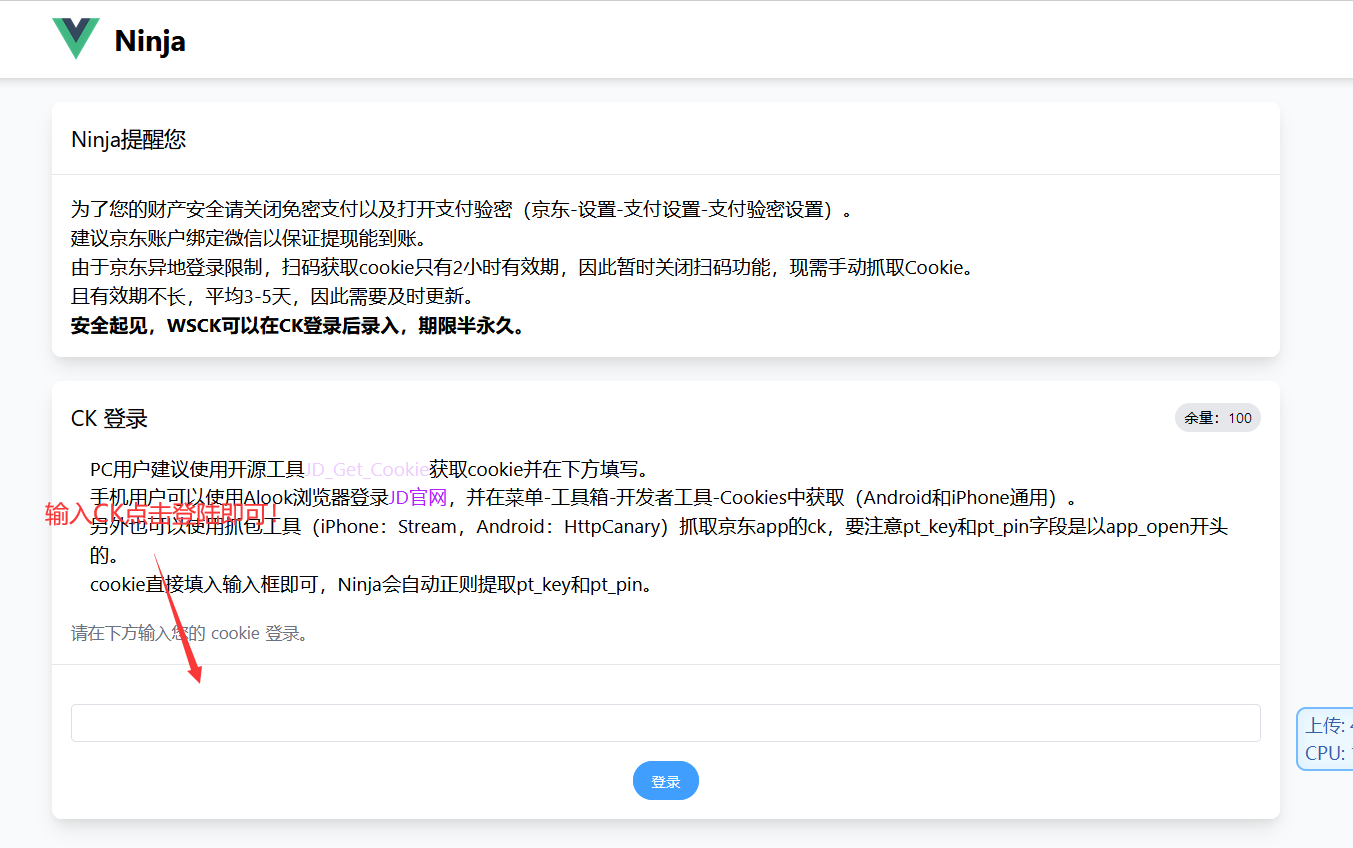 Ninja
Ninja提醒您
为了您的财产安全请关闭免密支付以及打开支付验密（京东-设置-支付设置-支付验密设置）。
建议京东账户绑定微信以保证提现能到账。
由于京东异地登录限制，扫码获取cookie只有2小时有效期，因此暂时关闭扫码功能，现需手动抓取Cookie。
且有效期不长，平均3-5天，因此需要及时更新。
安全起见，WSCK可以在CK登录后录入，期限半永久。
CK 登录
余量：100
PC用户建议使用开源工具JD_Get_Cookie获取cookie并在下方填写。
手机用户可以使用Alook浏览器登录JD官网，并在菜单-工具箱-开发者工具-Cookies中获取（Android和iPhone通用）。
输入CK点击登陆即可！
另外也可以使用抓包工具（iPhone：Stream，Android：HttpCanary）抓取京东app的ck，要注意pt_key和pt_pin字段是以app_open开头
的。
cookie直接填入输入框即可，Ninja会自动正则提取pt_key和pt_pin。
请在下方输入您的 cookie 登录。
上传:
CPU:
登录